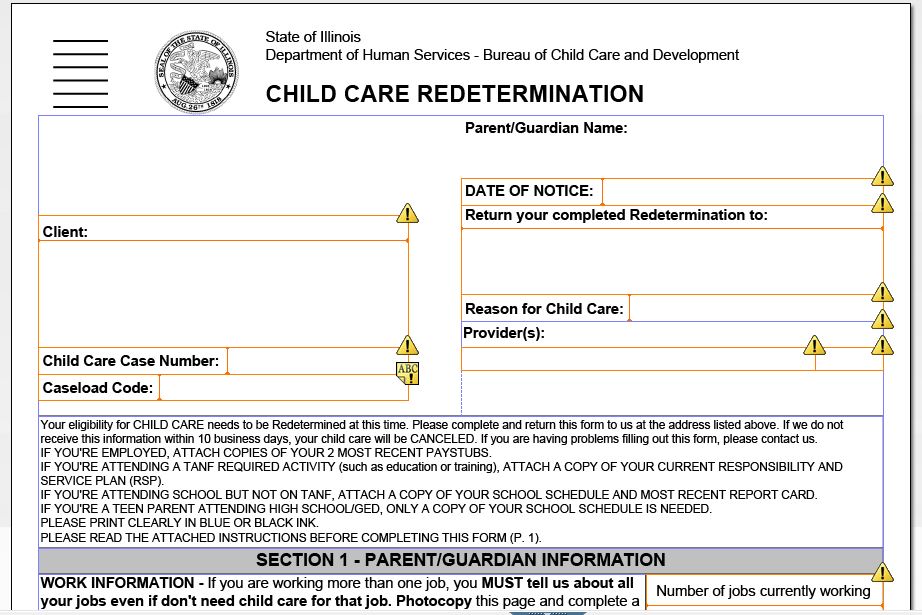 State of Illinois
Department of Human Services - Bureau of Child Care and Development
CHILD CARE REDETERMINATION
SEAL OF THE STATE OF ILLINOIS
AUG. 26TH 1818
Parent/Guardian Name:
DATE OF NOTICE:
Return your completed Redetermination to:
Client:
Reason for Child Care:
Provider(s):
Child Care Case Number:
ABC
Caseload Code:
Your eligibility for CHILD CARE needs to be Redetermined at this time. Please complete and return this form to us at the address listed above. If we do not
receive this information within 10 business days, your child care will be CANCELED. If you are having problems filling out this form, please contact us.
IF YOU'RE EMPLOYED, ATTACH COPIES OF YOUR 2 MOST RECENT PAYSTUBS.
IF YOU'RE ATTENDING A TANF REQUIRED ACTIVITY (such as education or training), ATTACH A COPY OF YOUR CURRENT RESPONSIBILITY AND
SERVICE PLAN (RSP).
IF YOU'RE ATTENDING SCHOOL BUT NOT ON TANF, ATTACH A COPY OF YOUR SCHOOL SCHEDULE AND MOST RECENT REPORT CARD.
IF YOU'RE A TEEN PARENT ATTENDING HIGH SCHOOL/GED, ONLY A COPY OF YOUR SCHOOL SCHEDULE IS NEEDED.
PLEASE PRINT CLEARLY IN BLUE OR BLACK INK.
PLEASE READ THE ATTACHED INSTRUCTIONS BEFORE COMPLETING THIS FORM (P. 1).
SECTION 1 - PARENT/GUARDIAN INFORMATION
WORK INFORMATION - If you are working more than one job, you MUST tell us about all
your jobs even if don't need child care for that job. Photocopy this page and complete a
Number of jobs currently working